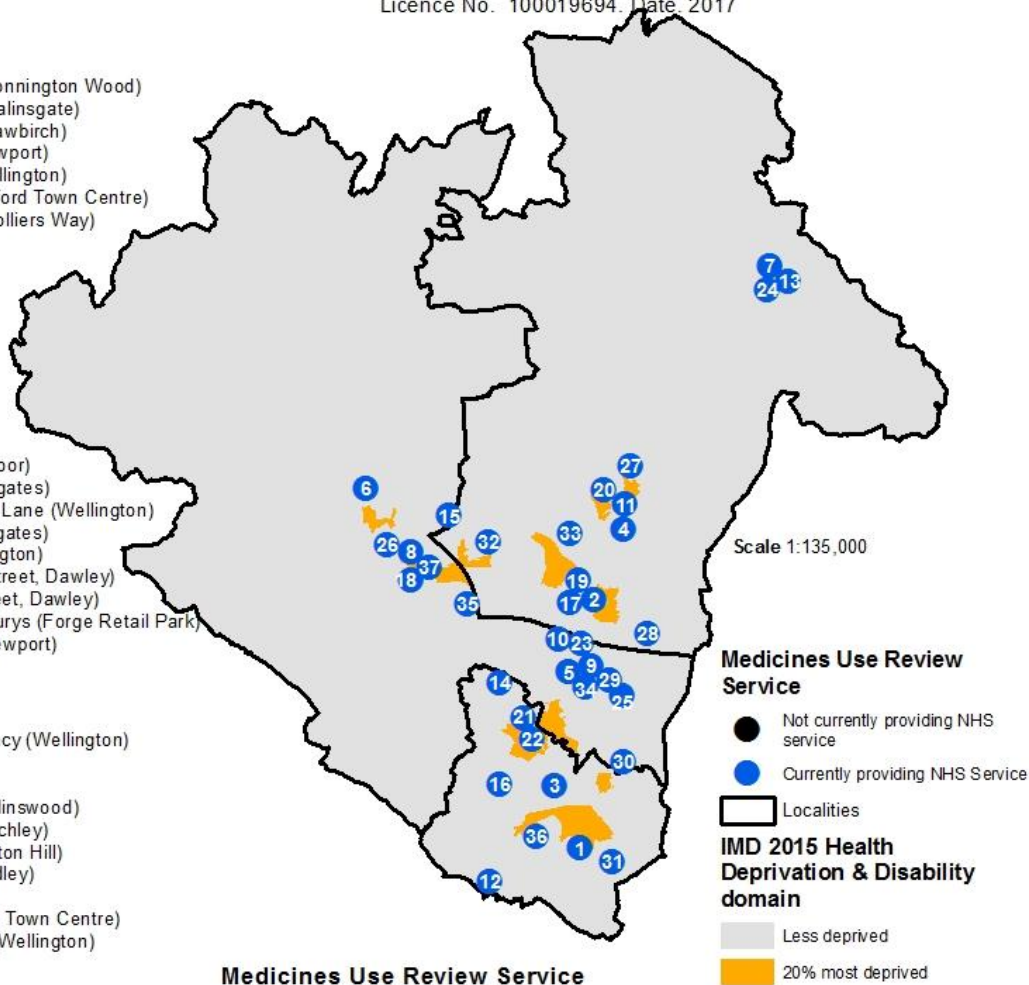 Licence No. 100019694. Date. 2017
onnington Wood)
alinsgate)
awbirch)
wport)
llington)
ford Town Centre)
olliers Way)
oor)
gates)
Lane (Wellington)
gates)
gton)
treet, Dawley)
eet, Dawley)
urys (Forge Retail Park)
ewport)
cy (Wellington)
linswood)
chley)
ton Hill)
dley)
Town Centre)
Wellington)
7
13
24
27
20
11
4
6
15
33
32
26
8
37
18
19
17
2
35
28
10
23
9
5
29
34
25
14
21
22
30
16
3
36
1
31
12
Scale 1:135,000
Medicines Use Review
Service
Not currently providing NHS
service
Currently providing NHS Service
Localities
IMD 2015 Health
Deprivation & Disability
domain
Less deprived
20% most deprived
Medicines Use Review Service